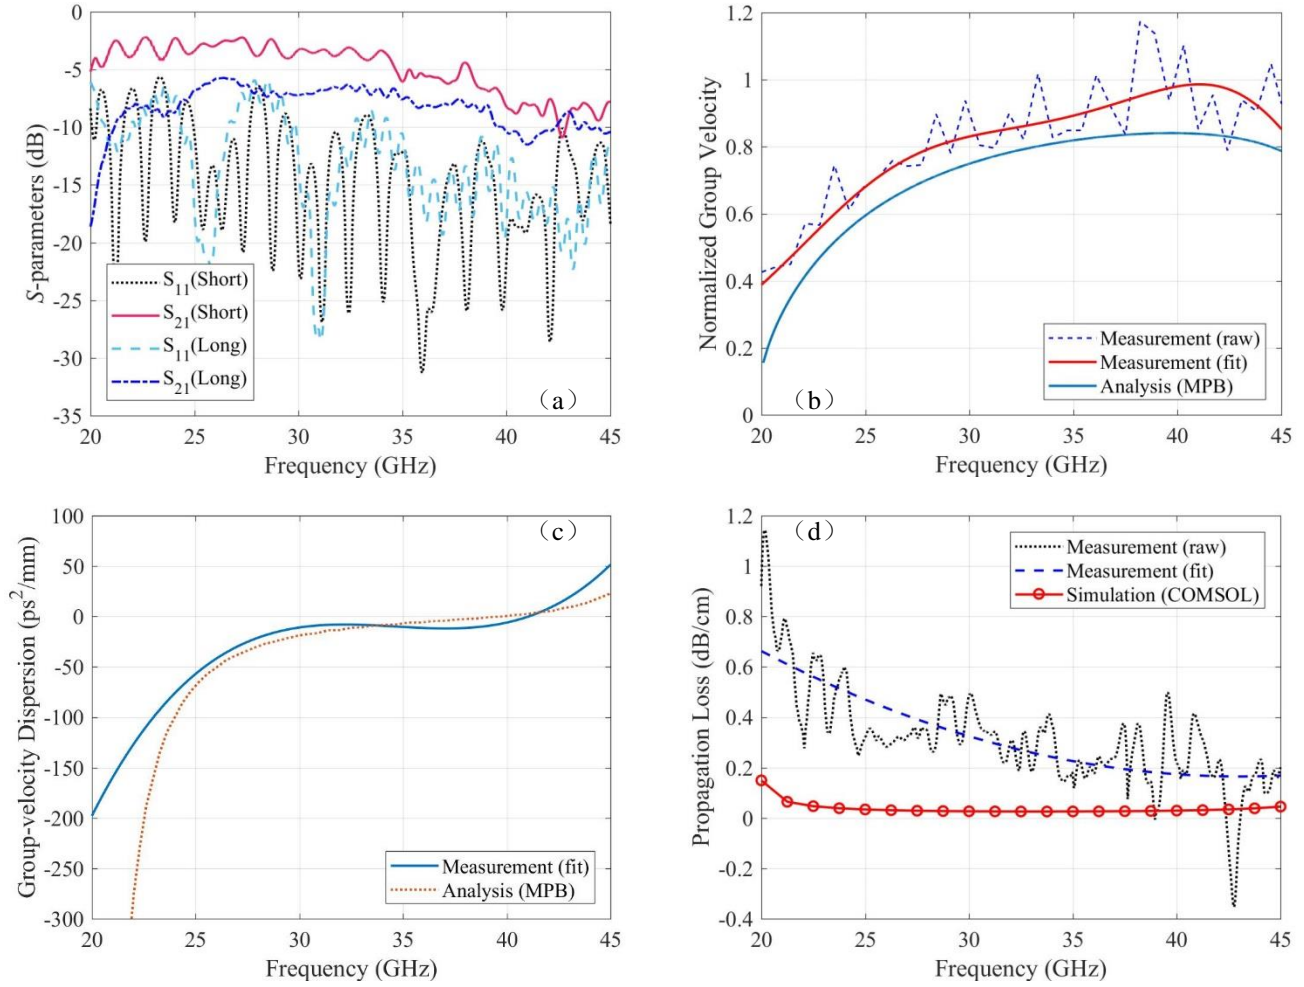 0
-5
-10
-15
-20
-25
-30
-35
S-parameters (dB)
S11(Short)
S21(Short)
S11(Long)
S21(Long)
（a）
20 25 30 35 40 45
Frequency (GHz)
1.2
1
0.8
0.6
0.4
0.2
0
Normalized Group Velocity
Measurement (raw)
Measurement (fit)
Analysis (MPB)
（b）
20 25 30 35 40 45
Frequency (GHz)
100
50
0
-50
-100
-150
-200
-250
-300
Group-velocity Dispersion (ps²/mm)
（c）
Measurement (fit)
Analysis (MPB)
20 25 30 35 40 45
Frequency (GHz)
1.2
1
0.8
0.6
0.4
0.2
0
-0.2
-0.4
Propagation Loss (dB/cm)
（d）
Measurement (raw)
Measurement (fit)
Simulation (COMSOL)
20 25 30 35 40 45
Frequency (GHz)